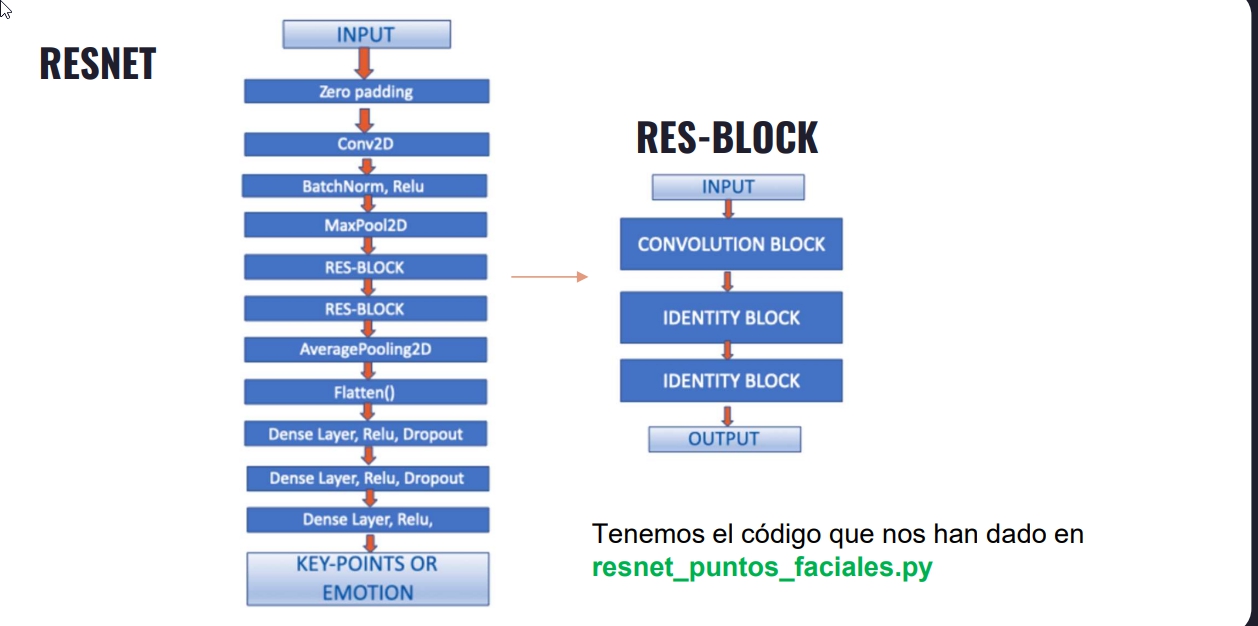 RESNET
INPUT
Zero padding
Conv2D
BatchNorm, Relu
MaxPool2D
RES-BLOCK
RES-BLOCK
AveragePooling2D
Flatten()
Dense Layer, Relu, Dropout
Dense Layer, Relu, Dropout
Dense Layer, Relu,
KEY-POINTS OR
EMOTION
RES-BLOCK
INPUT
CONVOLUTION BLOCK
IDENTITY BLOCK
IDENTITY BLOCK
OUTPUT
Tenemos el código que nos han dado en
resnet_puntos_faciales.py